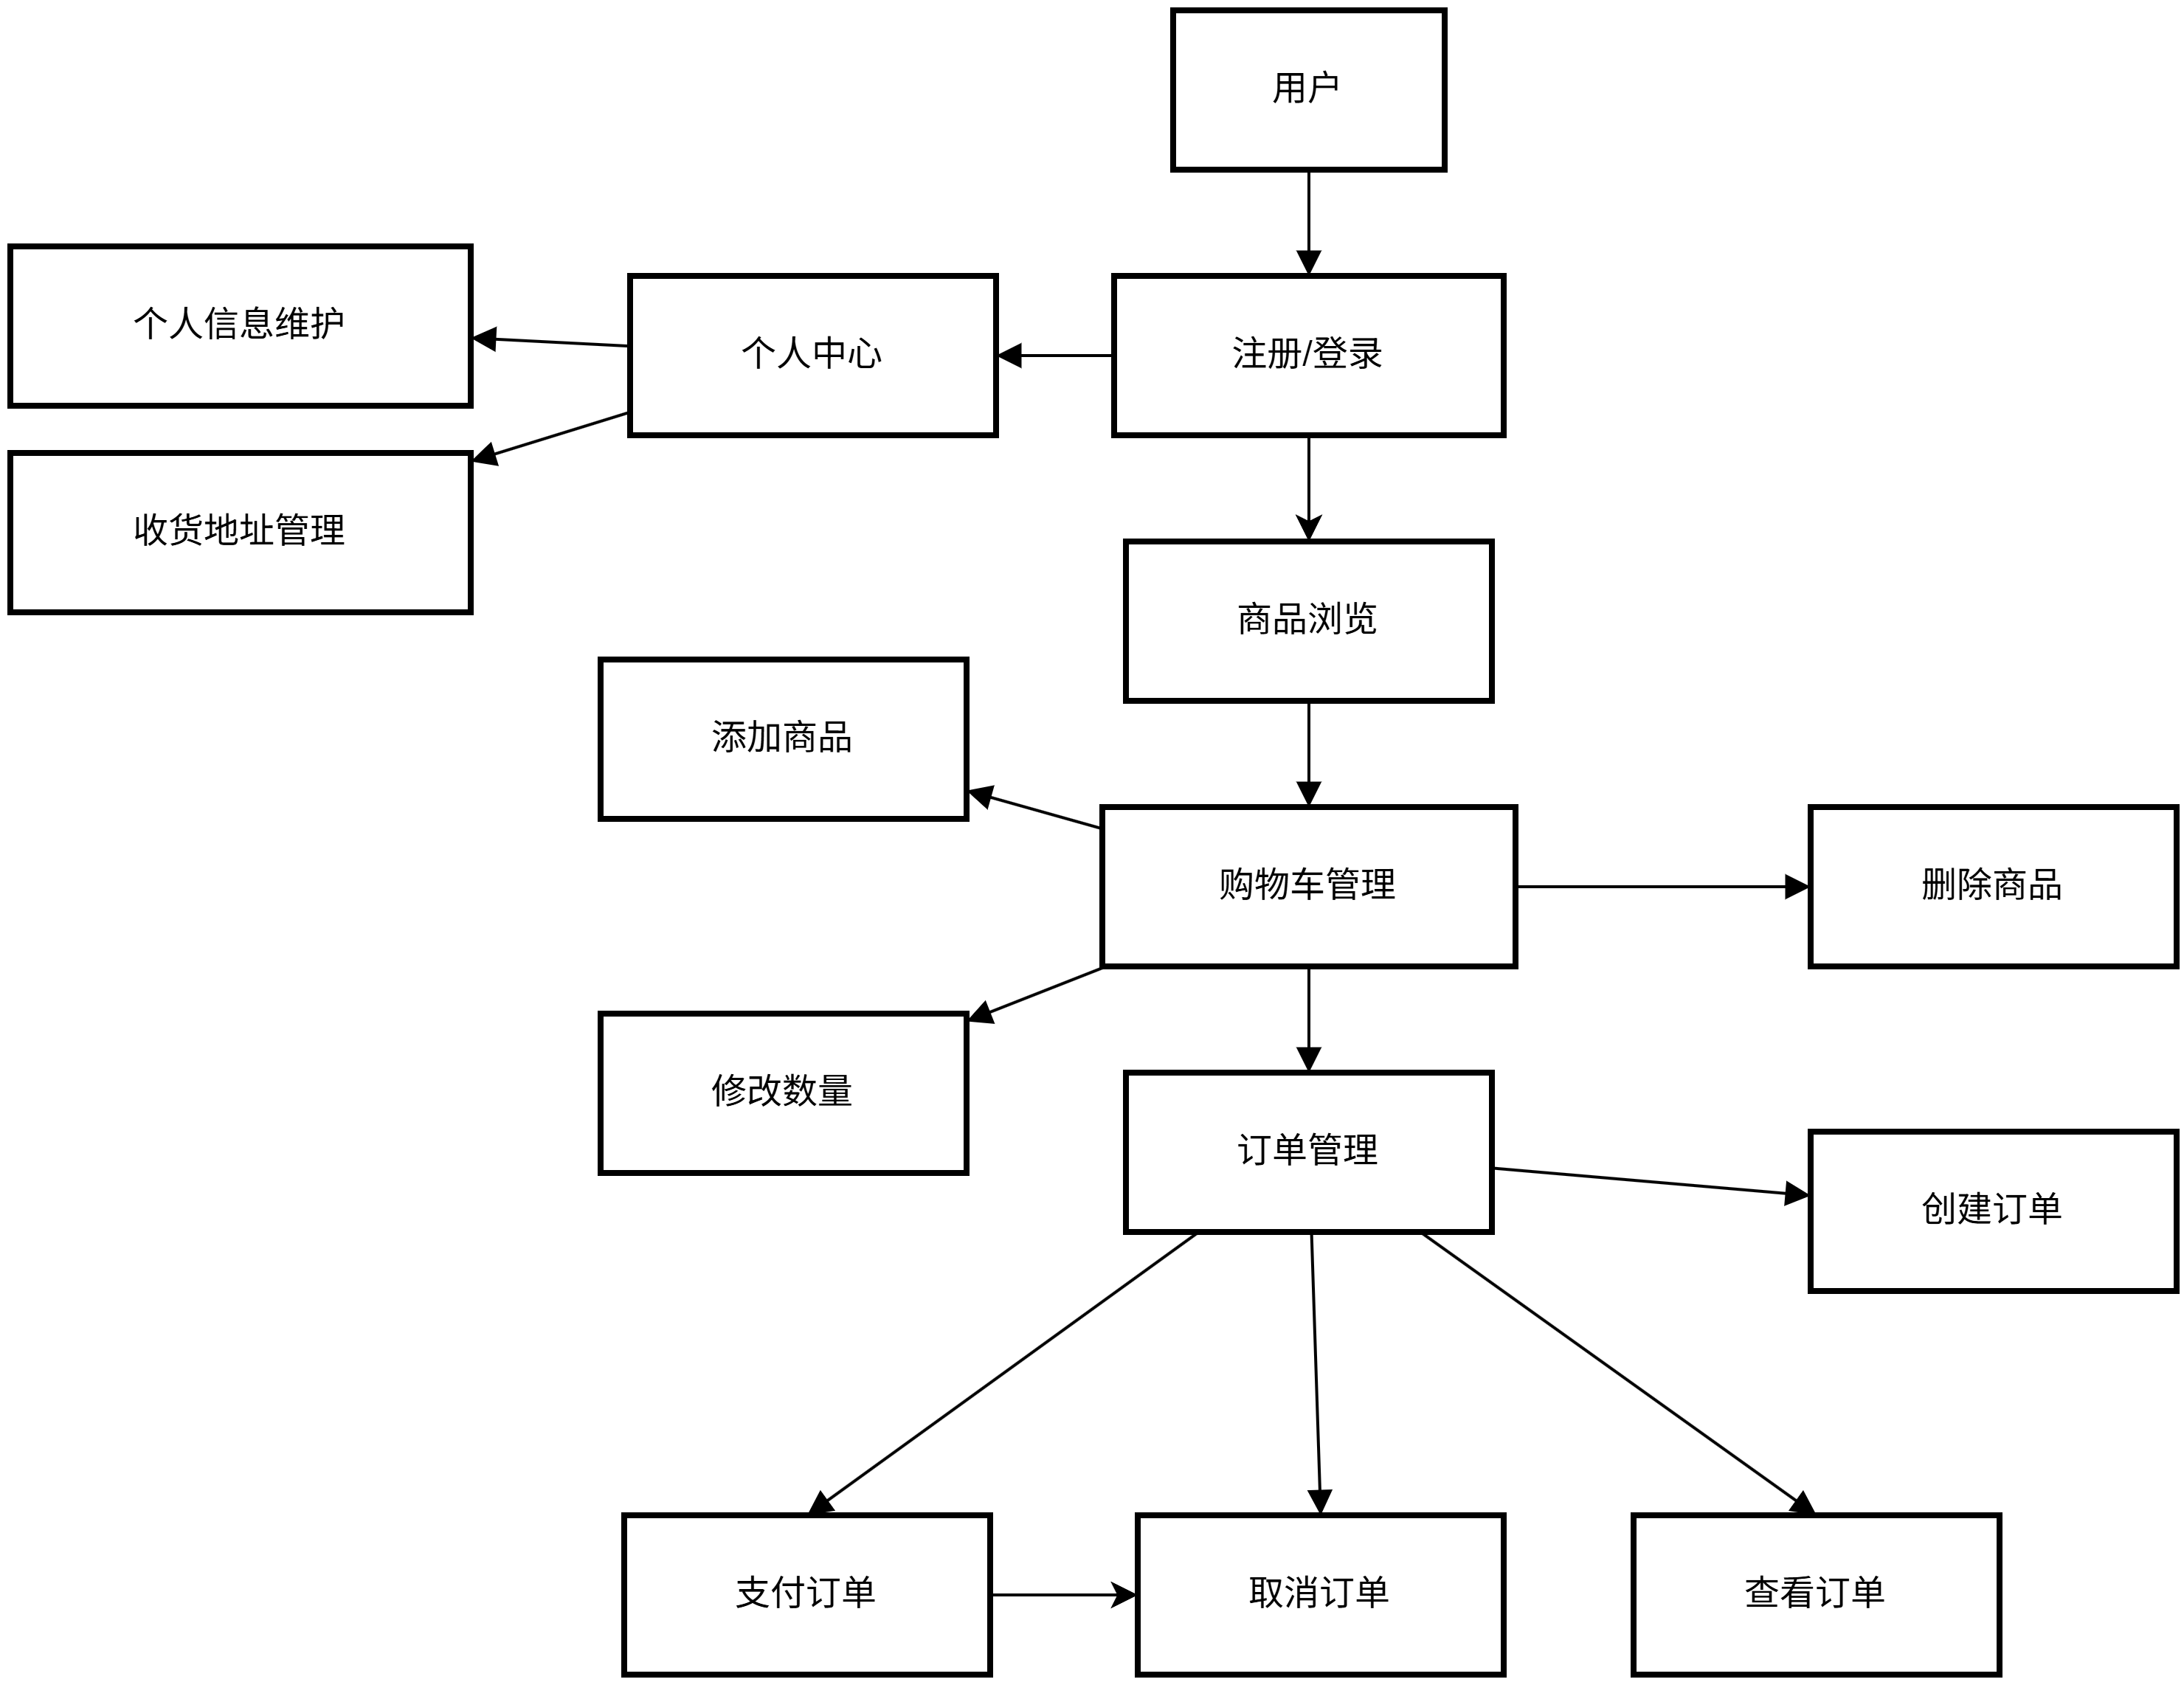 用户
个人信息维护
个人中心
注册/登录
收货地址管理
商品浏览
添加商品
购物车管理
删除商品
修改数量
订单管理
创建订单
支付订单
取消订单
查看订单